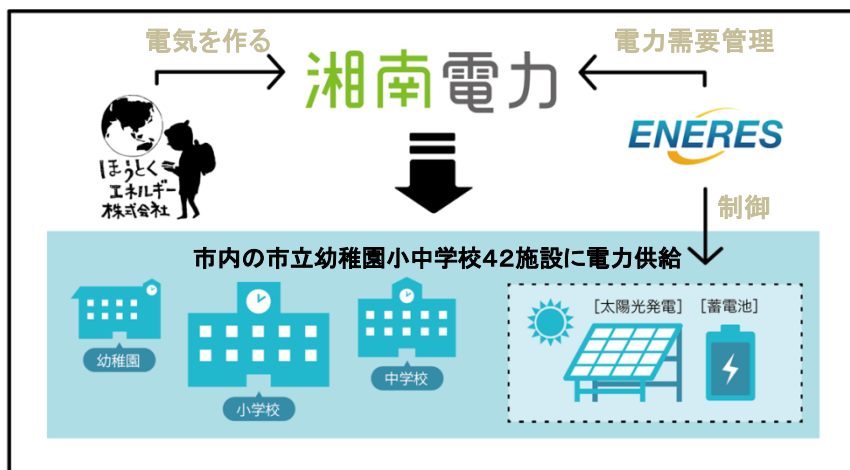 電気を作る
電力需要管理
湘南電力
ENERES
ほうとく
エネルギー
株式会社
制御
市内の市立幼稚園小中学校42施設に電力供給
[太陽光発電] [蓄電池]
幼稚園
中学校
小学校